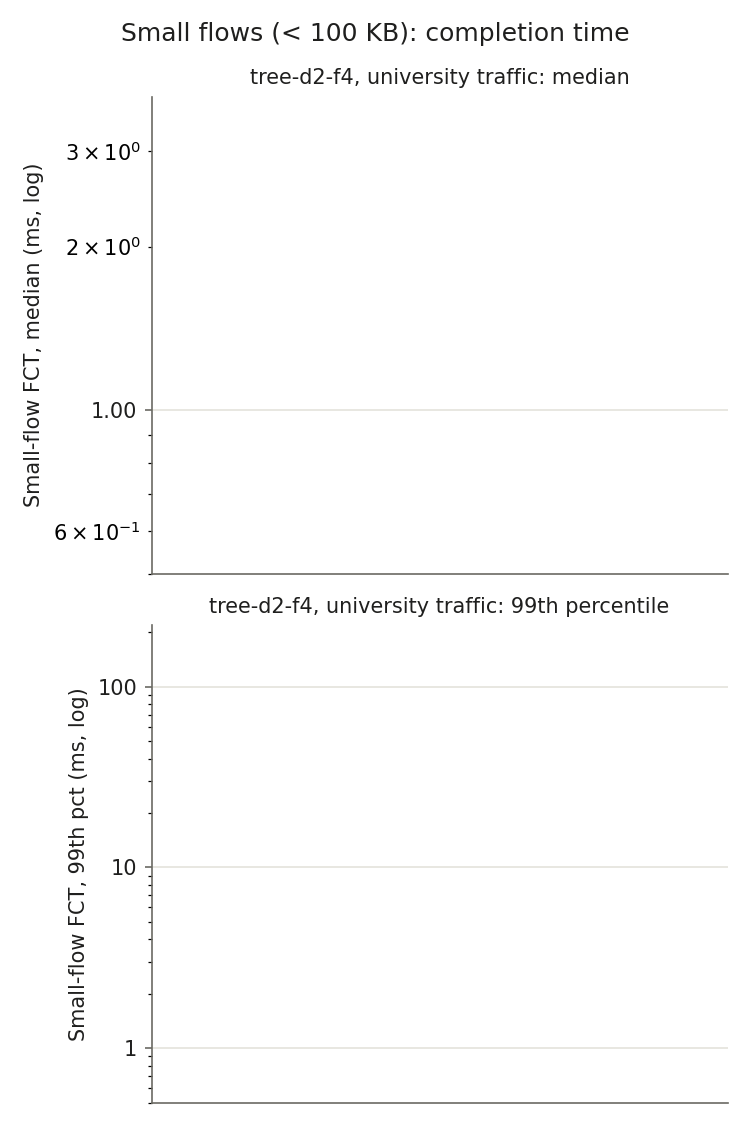 Small flows (< 100 KB): completion time
tree-d2-f4, university traffic: median
3 × 10⁰
2 × 10⁰
1.00
6 × 10⁻¹
Small-flow FCT, median (ms, log)
tree-d2-f4, university traffic: 99th percentile
100
10
1
Small-flow FCT, 99th pct (ms, log)